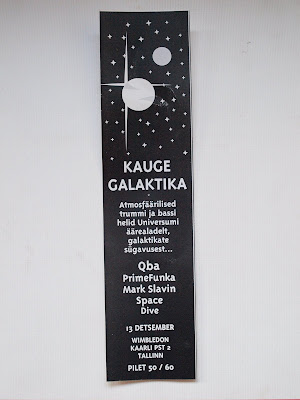 KAUGE
GALAKTIKA
-
Atmosfäärilised
trummi ja bassi
helid Universumi
äärealadelt,
galaktikate
sügavusest...
Qba
PrimeFunka
Mark Slavin
Space
Dive
13 DETSEMBER
WIMBLEDON
KAARLI PST 2
TALLINN
PILET 50 / 60